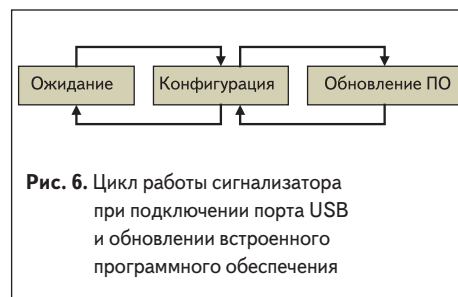 Ожидание
Конфигурация
Обновление ПО
Рис. 6. Цикл работы сигнализатора
при подключении порта USB
и обновлении встроенного
программного обеспечения